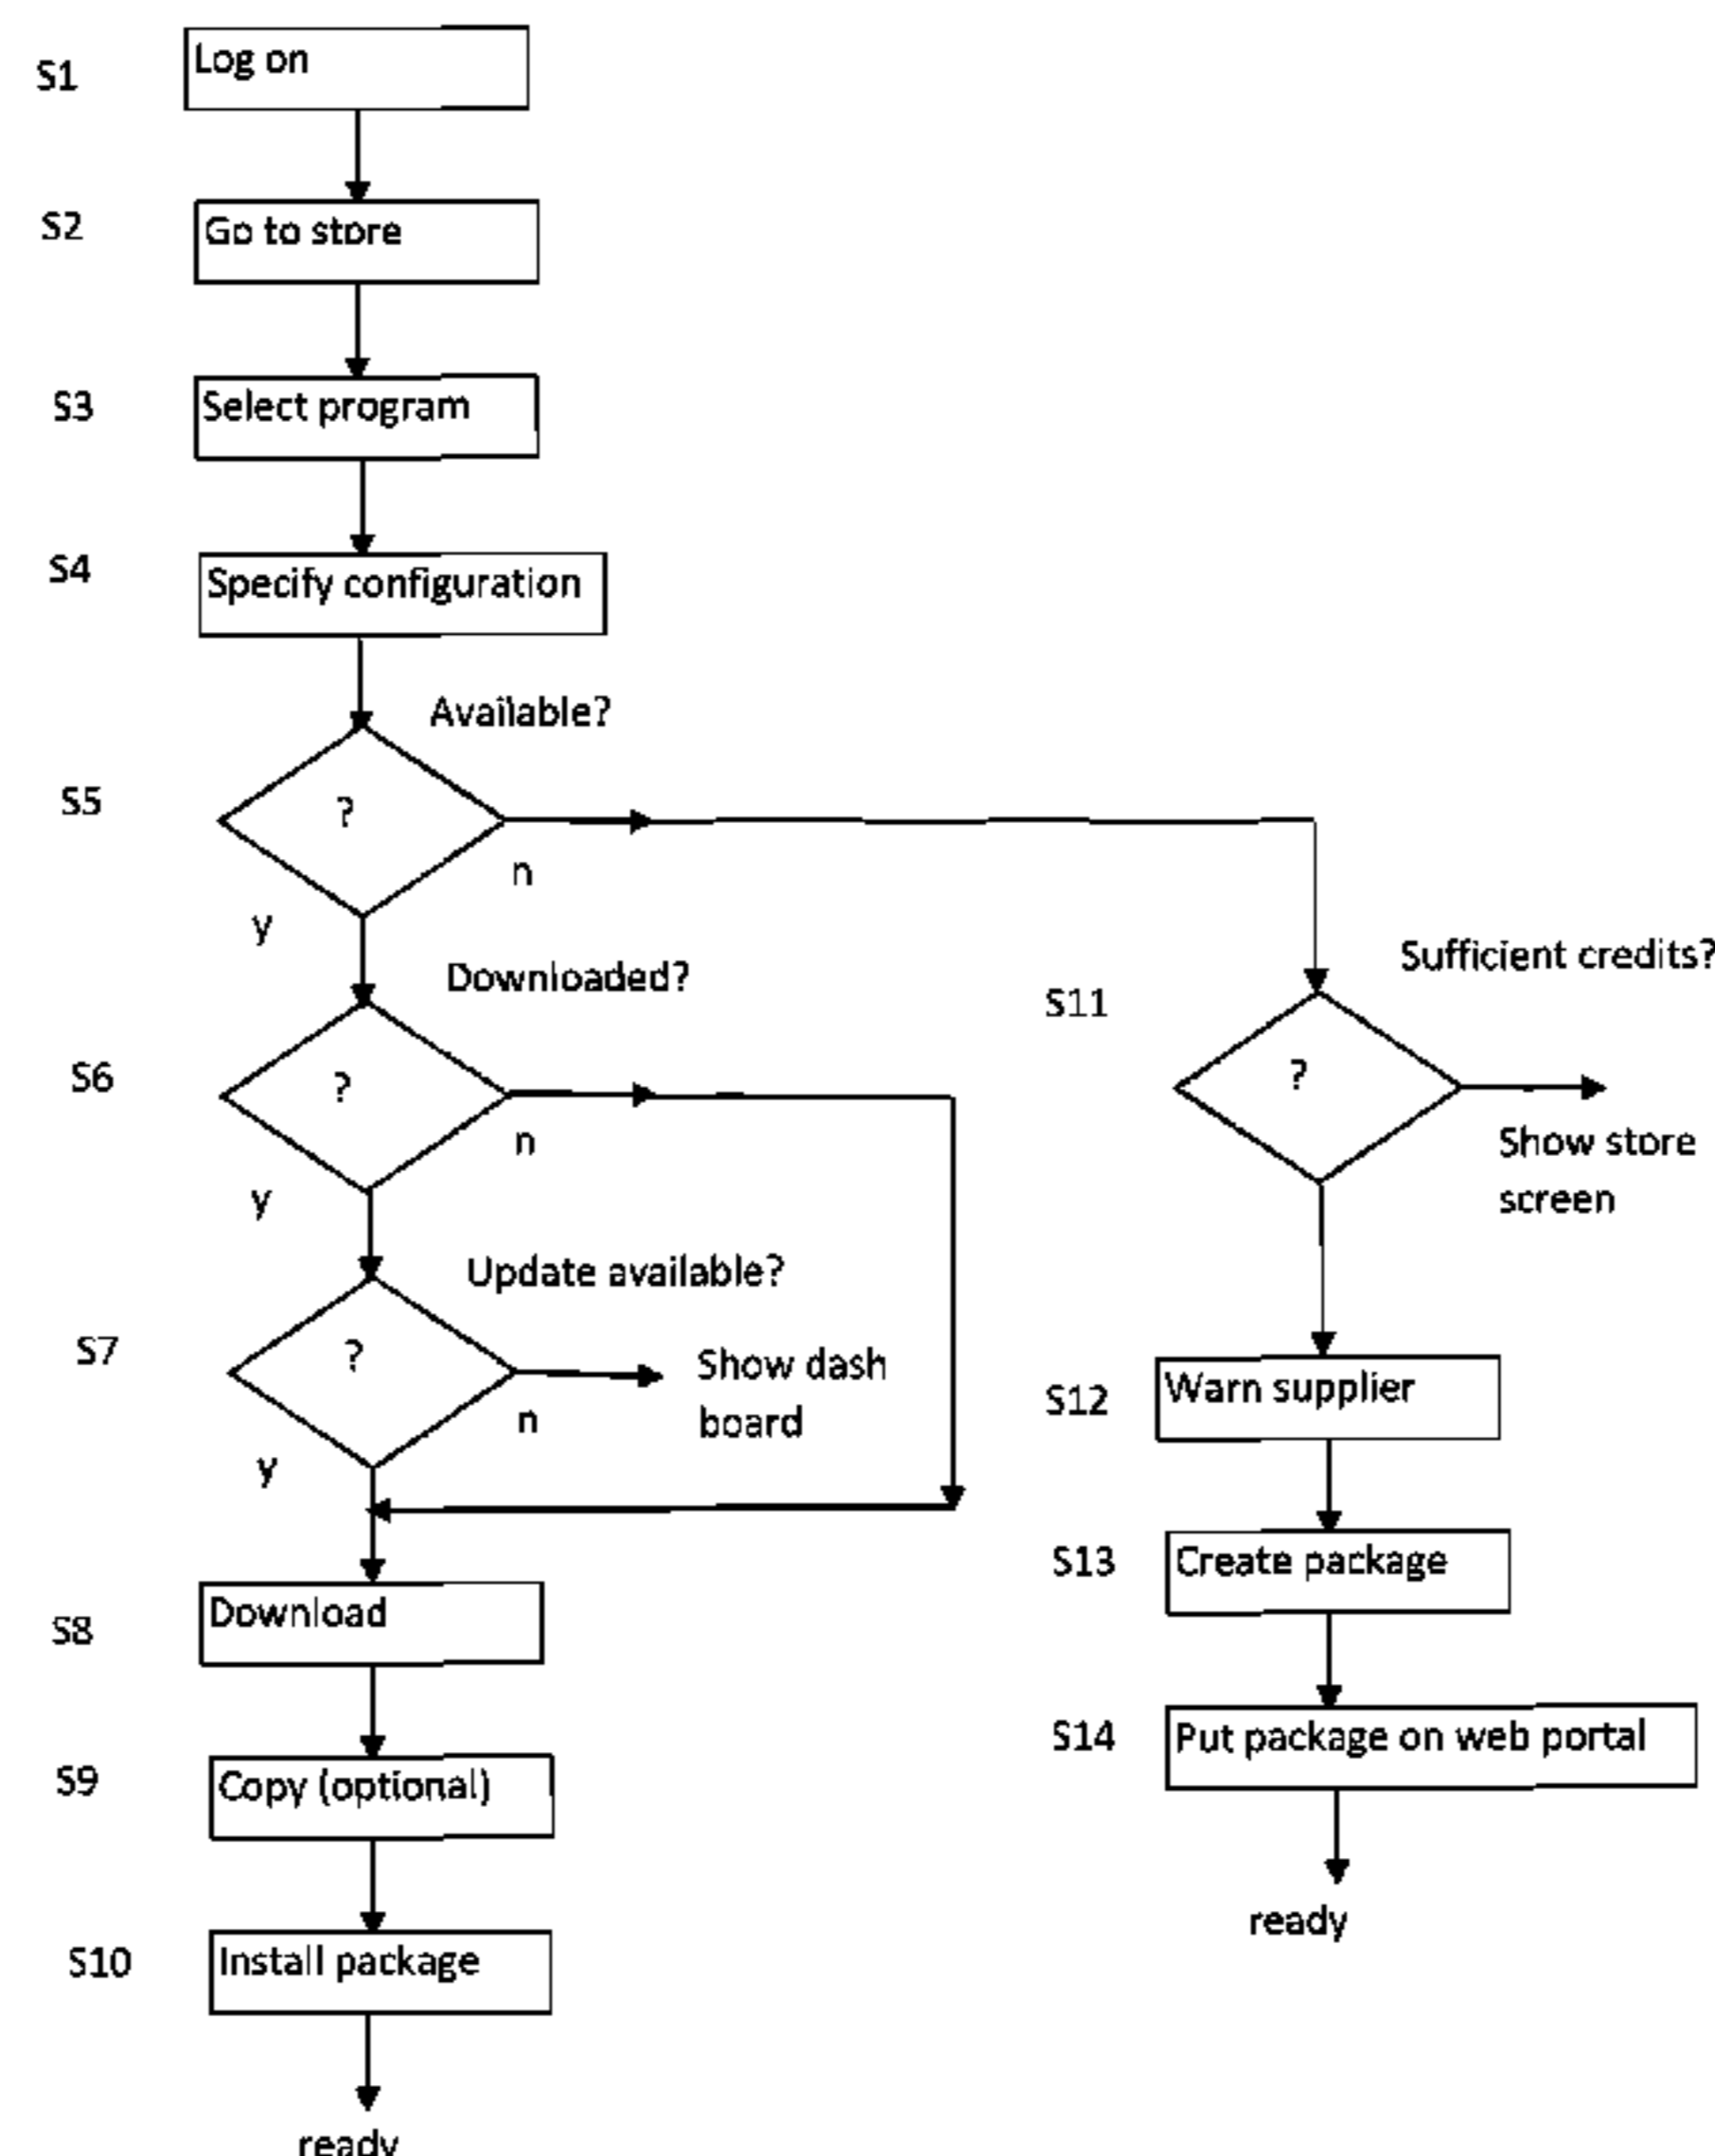 S1
Log on
S2
Go to store
S3
Select program
S4
Specify configuration
Available?
S5
?
n
y
Downloaded?
S6
?
n
y
Update available?
S7
?
Show dash
board
n
y
S8
Download
S9
Copy (optional)
S10
Install package
ready
Sufficient credits?
S11
?
Show store
screen
S12
Warn supplier
S13
Create package
S14
Put package on web portal
ready